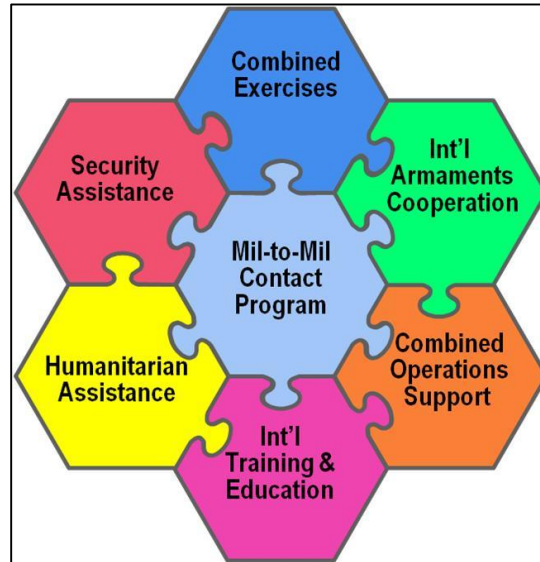 Combined
Exercises
Security
Assistance
Int'l
Armaments
Cooperation
Mil-to-Mil
Contact
Program
Humanitarian
Assistance
Combined
Operations
Support
Int'l
Training &
Education